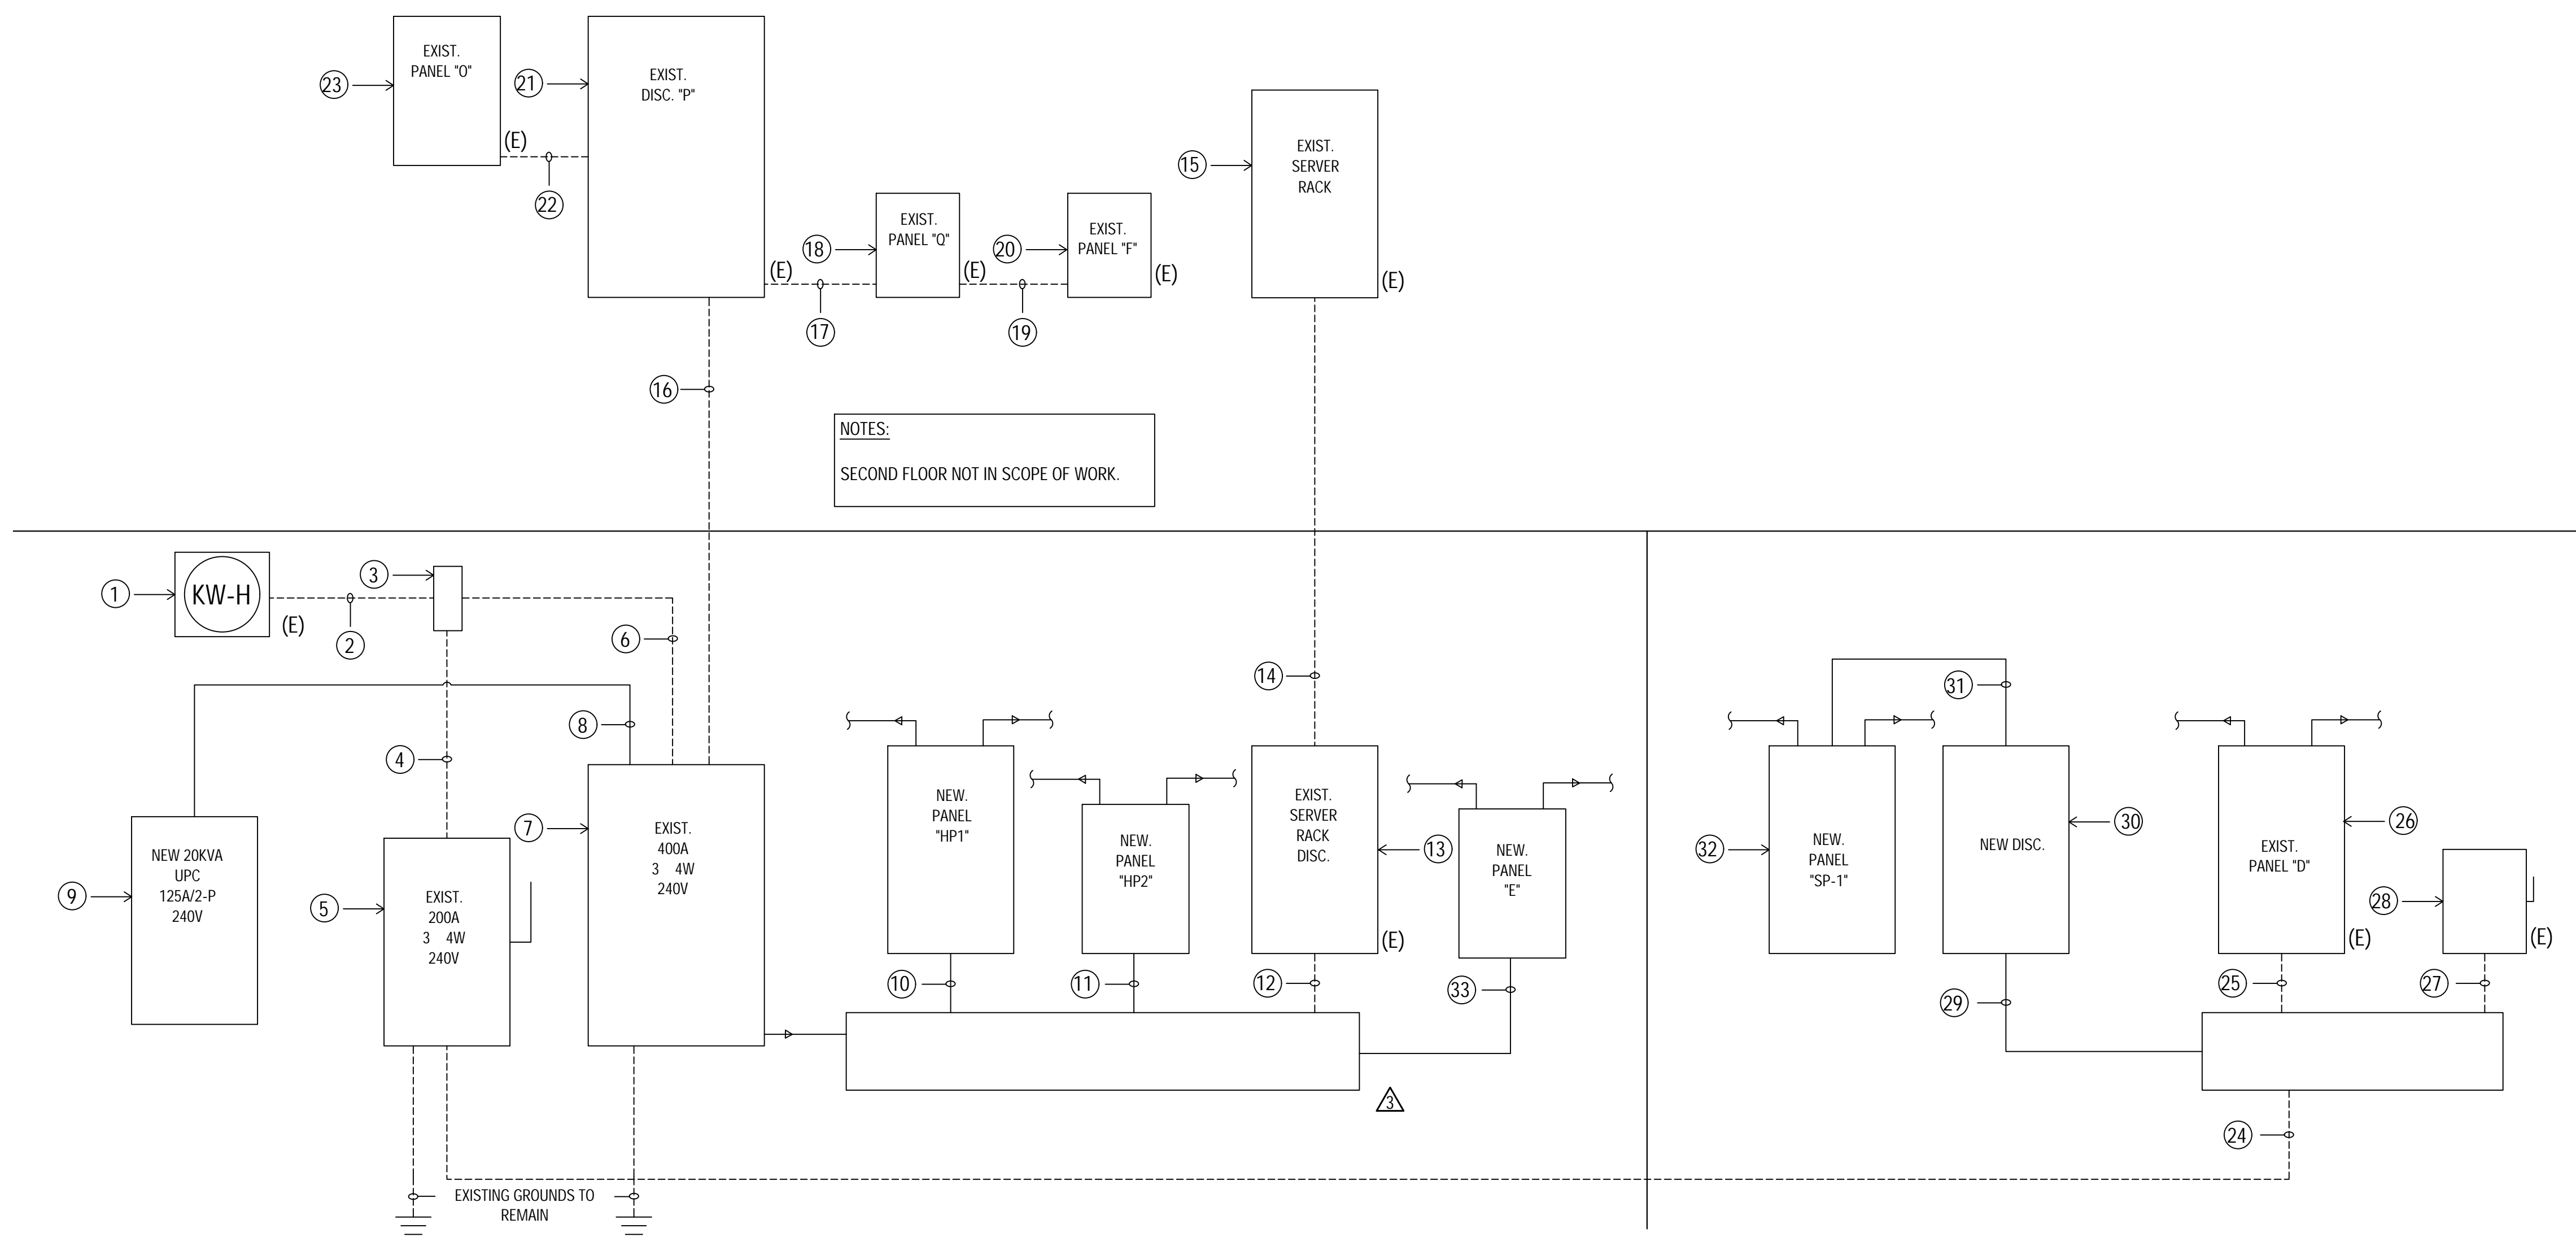 EXIST.
PANEL "O"
23
(E)
22
21
EXIST.
DISC. "P"
(E)
17
18
EXIST.
PANEL "Q"
(E)
19
20
EXIST.
PANEL "F"
(E)
15
EXIST.
SERVER
RACK
(E)
16
NOTES:
SECOND FLOOR NOT IN SCOPE OF WORK.
1
KW-H
(E)
2
3
6
4
8
9
NEW 20KVA
UPC
125A/2-P
240V
5
EXIST.
200A
3 4W
240V
7
EXIST.
400A
3 4W
240V
NEW.
PANEL
"HP1"
10
NEW.
PANEL
"HP2"
11
14
EXIST.
SERVER
RACK
DISC.
(E)
13
12
NEW.
PANEL
"E"
33
3
EXISTING GROUNDS TO
REMAIN
32
NEW.
PANEL
"SP-1"
31
NEW DISC.
30
29
EXIST.
PANEL "D"
(E)
26
25
28
(E)
27
24